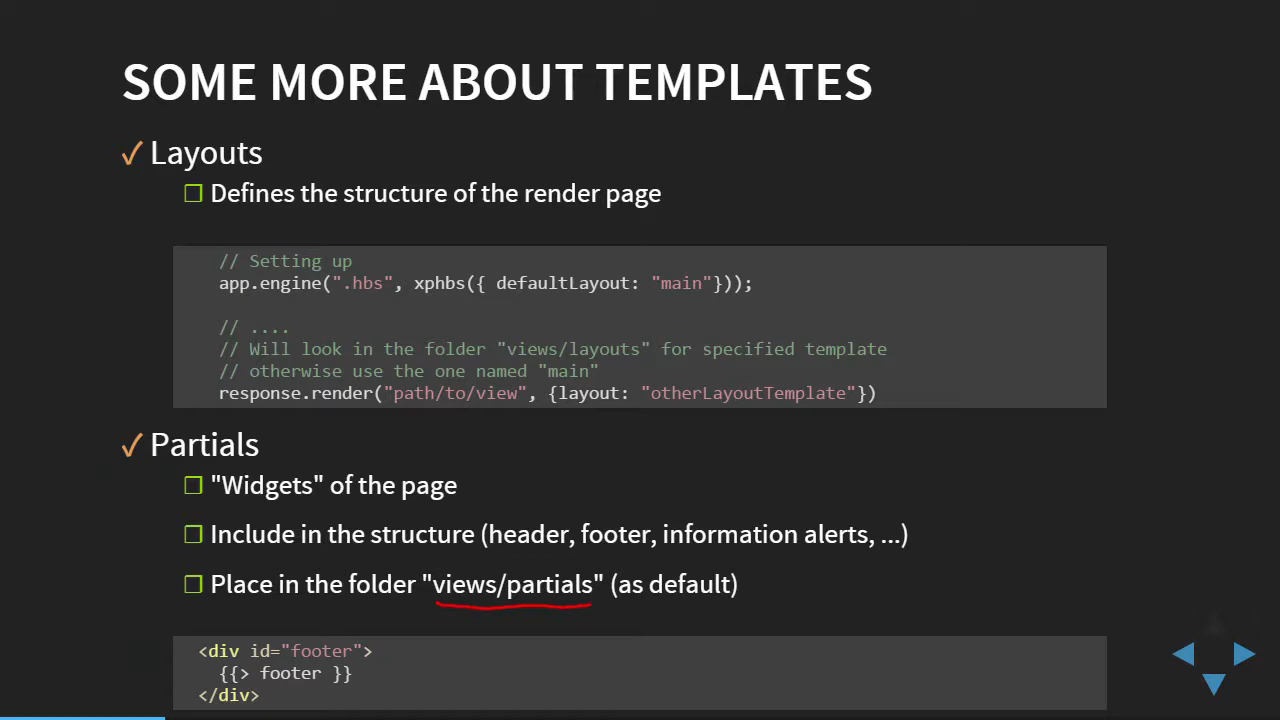 SOME MORE ABOUT TEMPLATES
✓ Layouts
❒ Defines the structure of the render page
// Setting up
app.engine(".hbs", xphbs({ defaultLayout: "main"}));
// ....
// Will look in the folder "views/layouts" for specified template
// otherwise use the one named "main"
response.render("path/to/view", {layout: "otherLayoutTemplate"})
✓ Partials
❒ "Widgets" of the page
❒ Include in the structure (header, footer, information alerts, ...)
❒ Place in the folder "views/partials" (as default)
<div id="footer">
{{> footer }}
</div>